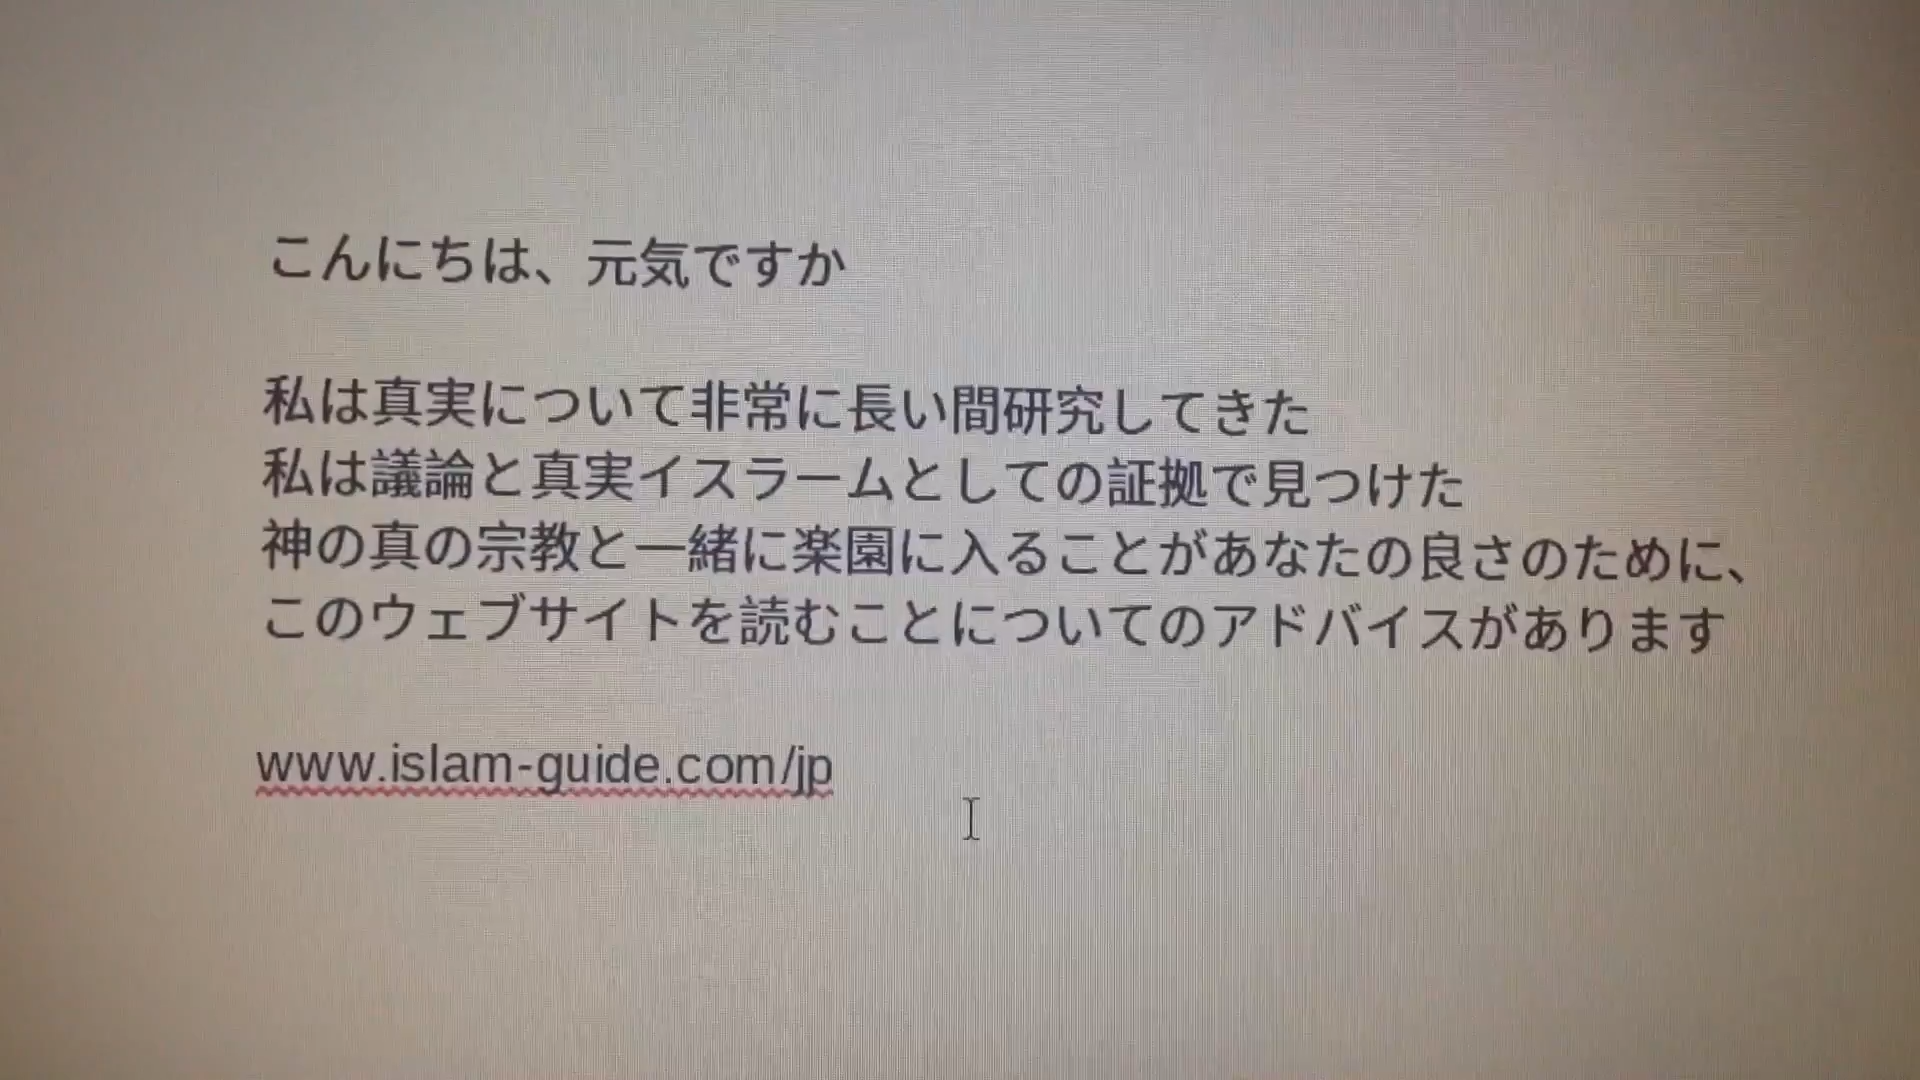 こんにちは、元気ですか
私は真実について非常に長い間研究してきた
私は議論と真実イスラームとしての証拠で見つけた
神の真の宗教と一緒に楽園に入ることがあなたの良さのために、
このウェブサイトを読むことについてのアドバイスがあります
www.islam-guide.com/jp